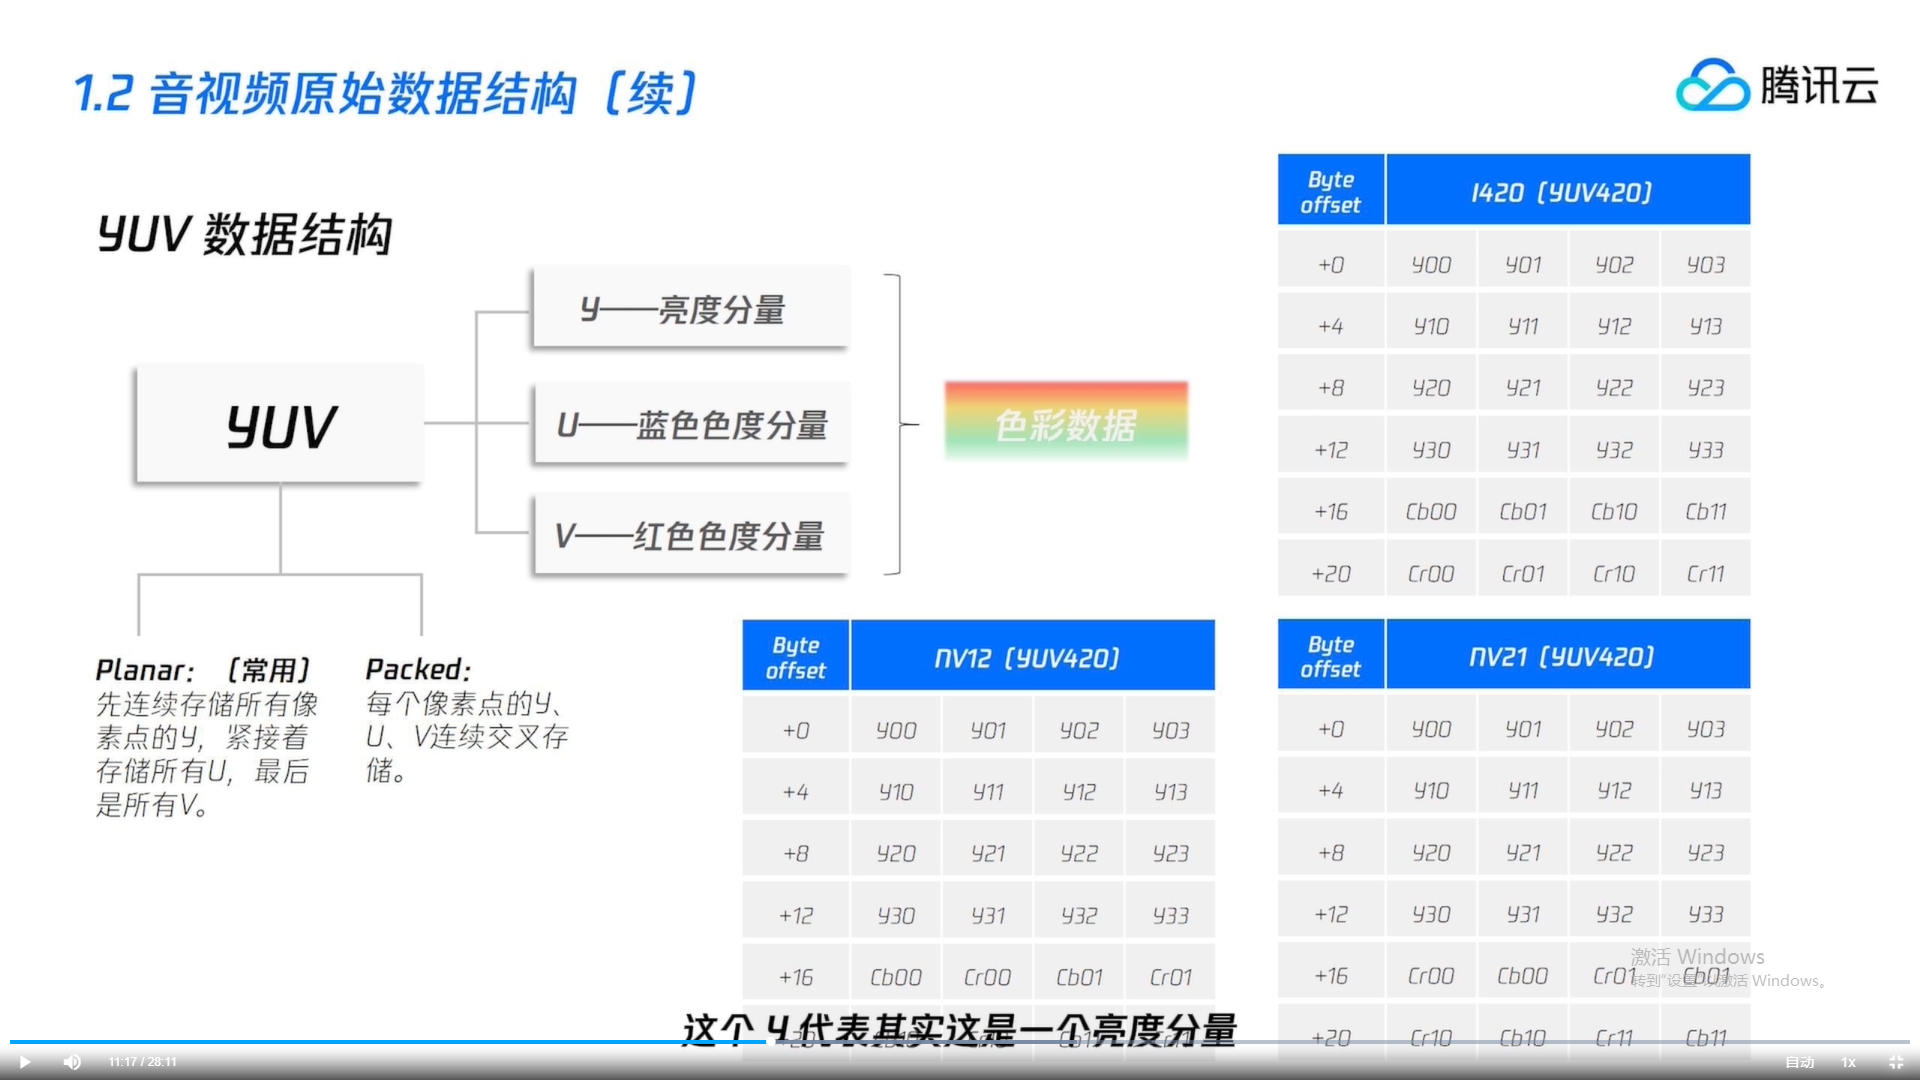 1.2 音视频原始数据结构（续）
腾讯云
YUV 数据结构
YUV
Y——亮度分量
U——蓝色色度分量
V——红色色度分量
色彩数据
Planar：（常用）
先连续存储所有像
素点的Y，紧接着
存储所有U，最后
是所有V。
Packed：
每个像素点的Y、
U、V连续交叉存
储。
Byte offset I420（YUV420）
+0 Y00 Y01 Y02 Y03
+4 Y10 Y11 Y12 Y13
+8 Y20 Y21 Y22 Y23
+12 Y30 Y31 Y32 Y33
+16 Cb00 Cb01 Cb10 Cb11
+20 Cr00 Cr01 Cr10 Cr11
Byte offset NV12（YUV420）
+0 Y00 Y01 Y02 Y03
+4 Y10 Y11 Y12 Y13
+8 Y20 Y21 Y22 Y23
+12 Y30 Y31 Y32 Y33
+16 Cb00 Cr00 Cb01 Cr01
Byte offset NV21（YUV420）
+0 Y00 Y01 Y02 Y03
+4 Y10 Y11 Y12 Y13
+8 Y20 Y21 Y22 Y23
+12 Y30 Y31 Y32 Y33
+16 Cr00 Cb00 Cr01 Cb01
+20 Cr10 Cb10 Cr11 Cb11
激活 Windows
转到“设置”以激活 Windows。
这个 Y 代表其实这是一个亮度分量
11:17 / 28:11
自动 1x